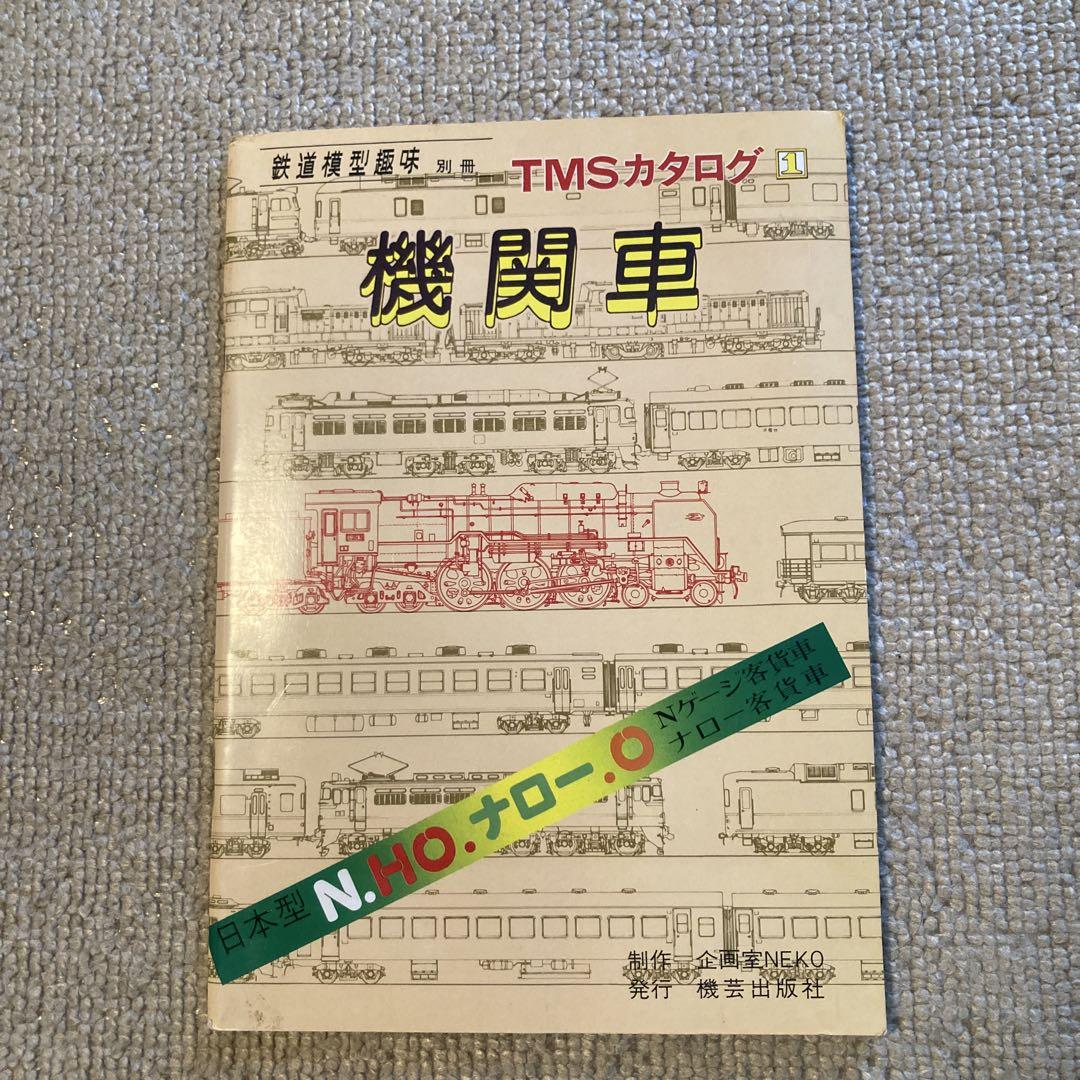 鉄道模型趣味 別冊
TMSカタログ 1
機関車
日本型 N.HO.ナロー.O
Nゲージ客貨車
ナロー客貨車
制作 企画室NEKO
発行 機芸出版社